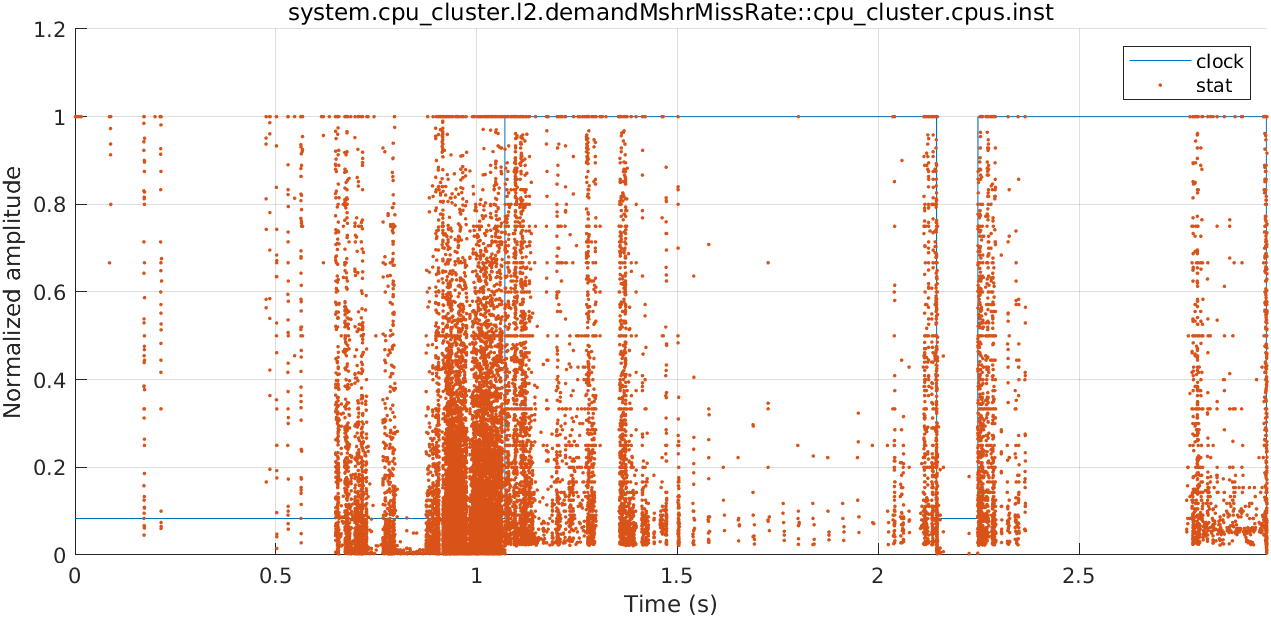 system.cpu_cluster.l2.demandMshrMissRate::cpu_cluster.cpus.inst
1.2
clock
stat
1
0.8
Normalized amplitude
0.6
0.4
0.2
0
0 0.5 1 1.5 2 2.5
Time (s)